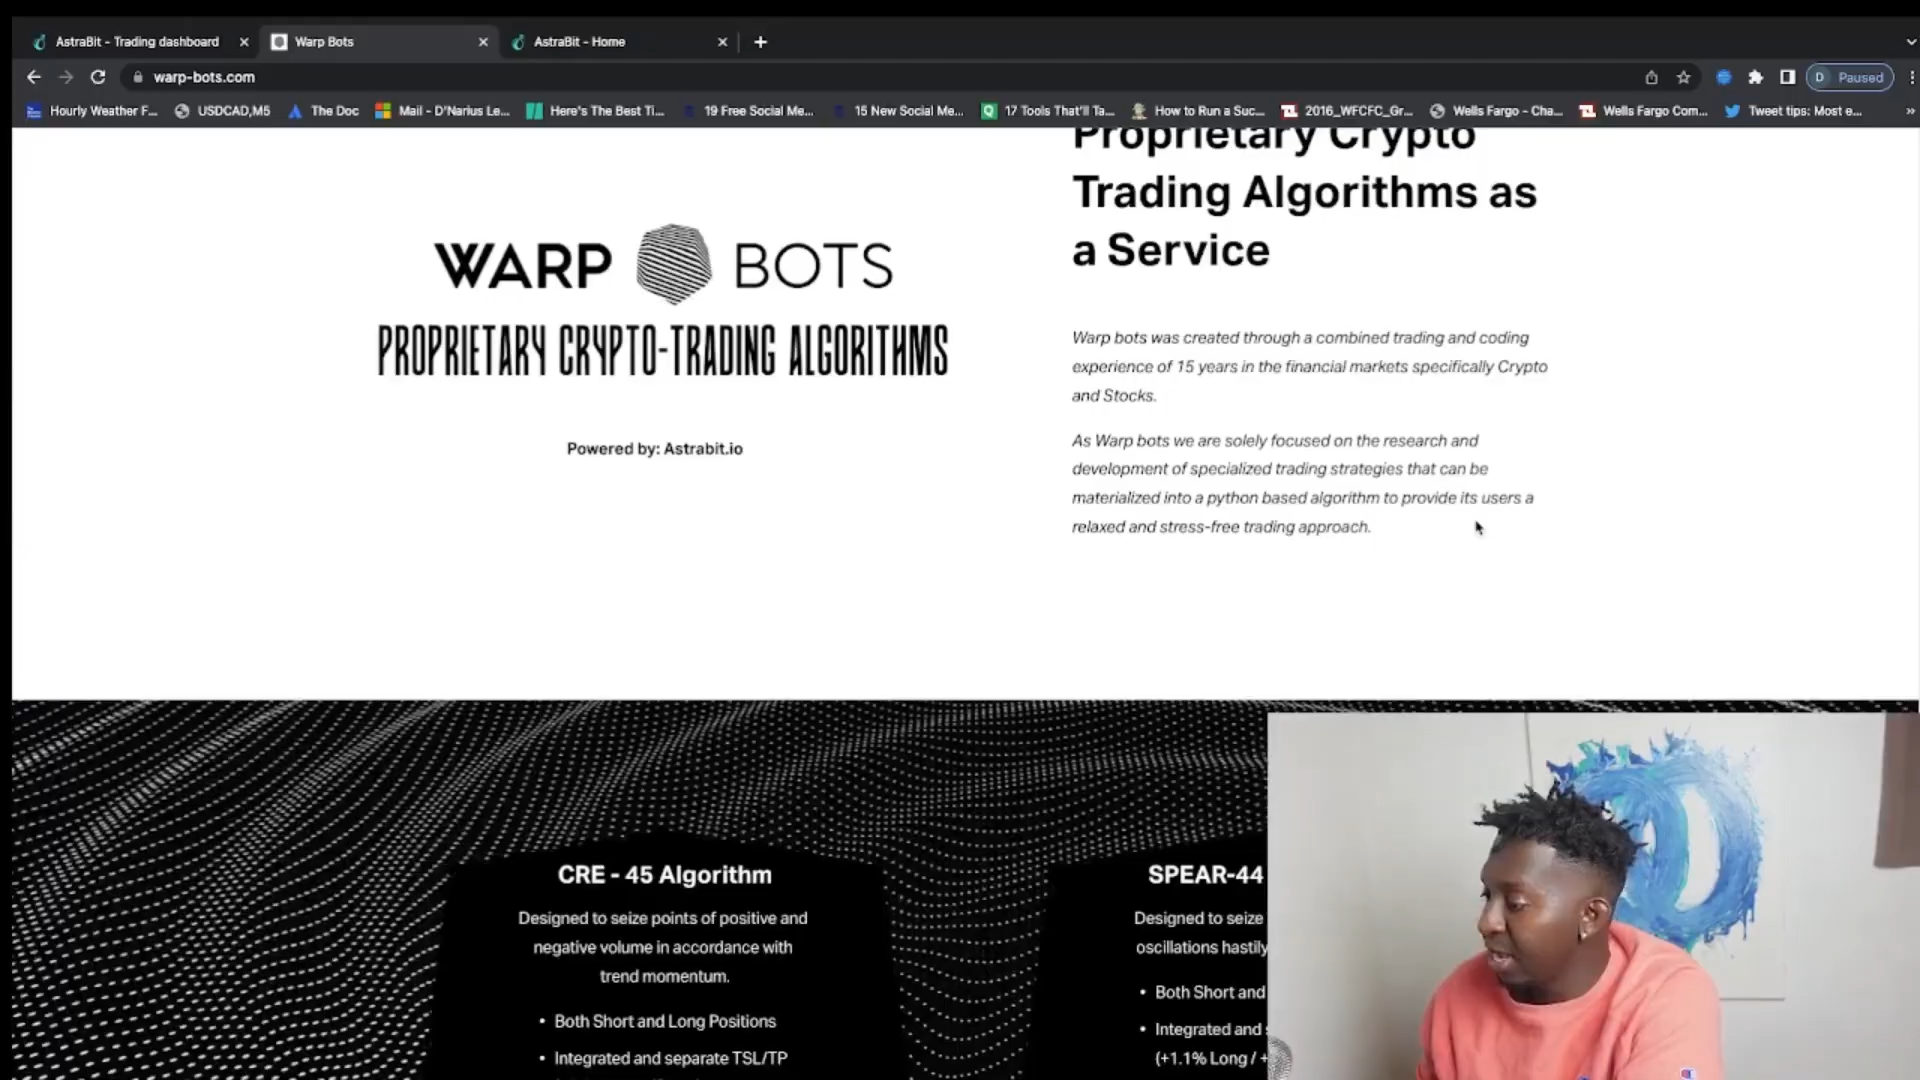 AstraBit - Trading dashboard
Warp Bots
AstraBit - Home
warp-bots.com
D Paused
Hourly Weather F...
USDCAD,M5
The Doc
Mail - D'Narius Le...
Here's The Best Ti...
19 Free Social Me...
15 New Social Me...
17 Tools That'll Ta...
How to Run a Suc...
2016_WFCFC_Gr...
Wells Fargo - Cha...
Wells Fargo Com...
Tweet tips: Most e...
Proprietary Crypto
Trading Algorithms as
a Service
WARP BOTS
PROPRIETARY CRYPTO-TRADING ALGORITHMS
Powered by: Astrabit.io
Warp bots was created through a combined trading and coding
experience of 15 years in the financial markets specifically Crypto
and Stocks.
As Warp bots we are solely focused on the research and
development of specialized trading strategies that can be
materialized into a python based algorithm to provide its users a
relaxed and stress-free trading approach.
CRE - 45 Algorithm
Designed to seize points of positive and
negative volume in accordance with
trend momentum.
• Both Short and Long Positions
• Integrated and separate TSL/TP
SPEAR-44
Designed to seize
oscillations hastily
• Both Short and
• Integrated and
(+1.1% Long / +